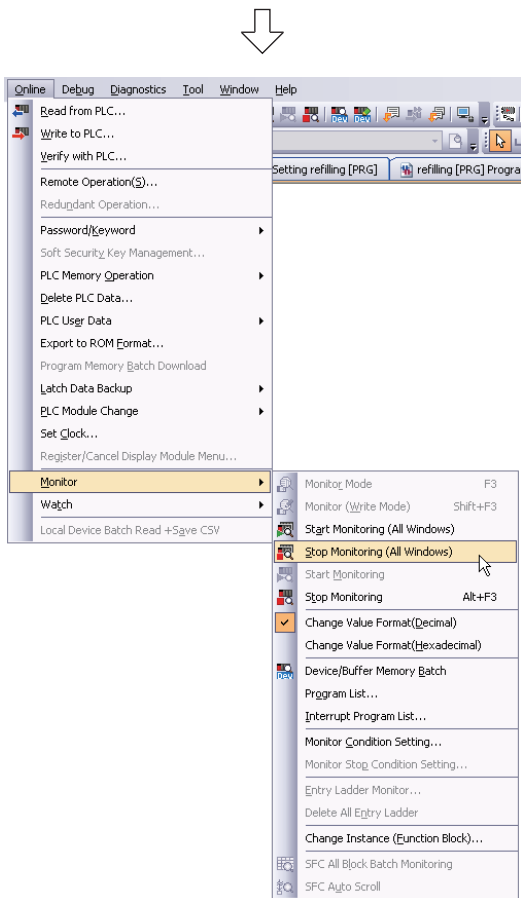 Online Debug Diagnostics Tool Window Help
Read from PLC...
Write to PLC...
Verify with PLC...
Remote Operation(S)...
Redundant Operation...
Password/Keyword
Soft Security Key Management...
PLC Memory Operation
Delete PLC Data...
PLC User Data
Export to ROM Format...
Program Memory Batch Download
Latch Data Backup
PLC Module Change
Set Clock...
Register/Cancel Display Module Menu...
Monitor
Watch
Local Device Batch Read +Save CSV
Dev Dev
Setting refilling [PRG] refilling [PRG] Progra
Monitor Mode F3
Monitor (Write Mode) Shift+F3
Start Monitoring (All Windows)
Stop Monitoring (All Windows)
Start Monitoring
Stop Monitoring Alt+F3
Change Value Format(Decimal)
Change Value Format(Hexadecimal)
Dev Device/Buffer Memory Batch
Program List...
Interrupt Program List...
Monitor Condition Setting...
Monitor Stop Condition Setting...
Entry Ladder Monitor...
Delete All Entry Ladder
Change Instance (Function Block)...
SFC All Block Batch Monitoring
SFC Auto Scroll